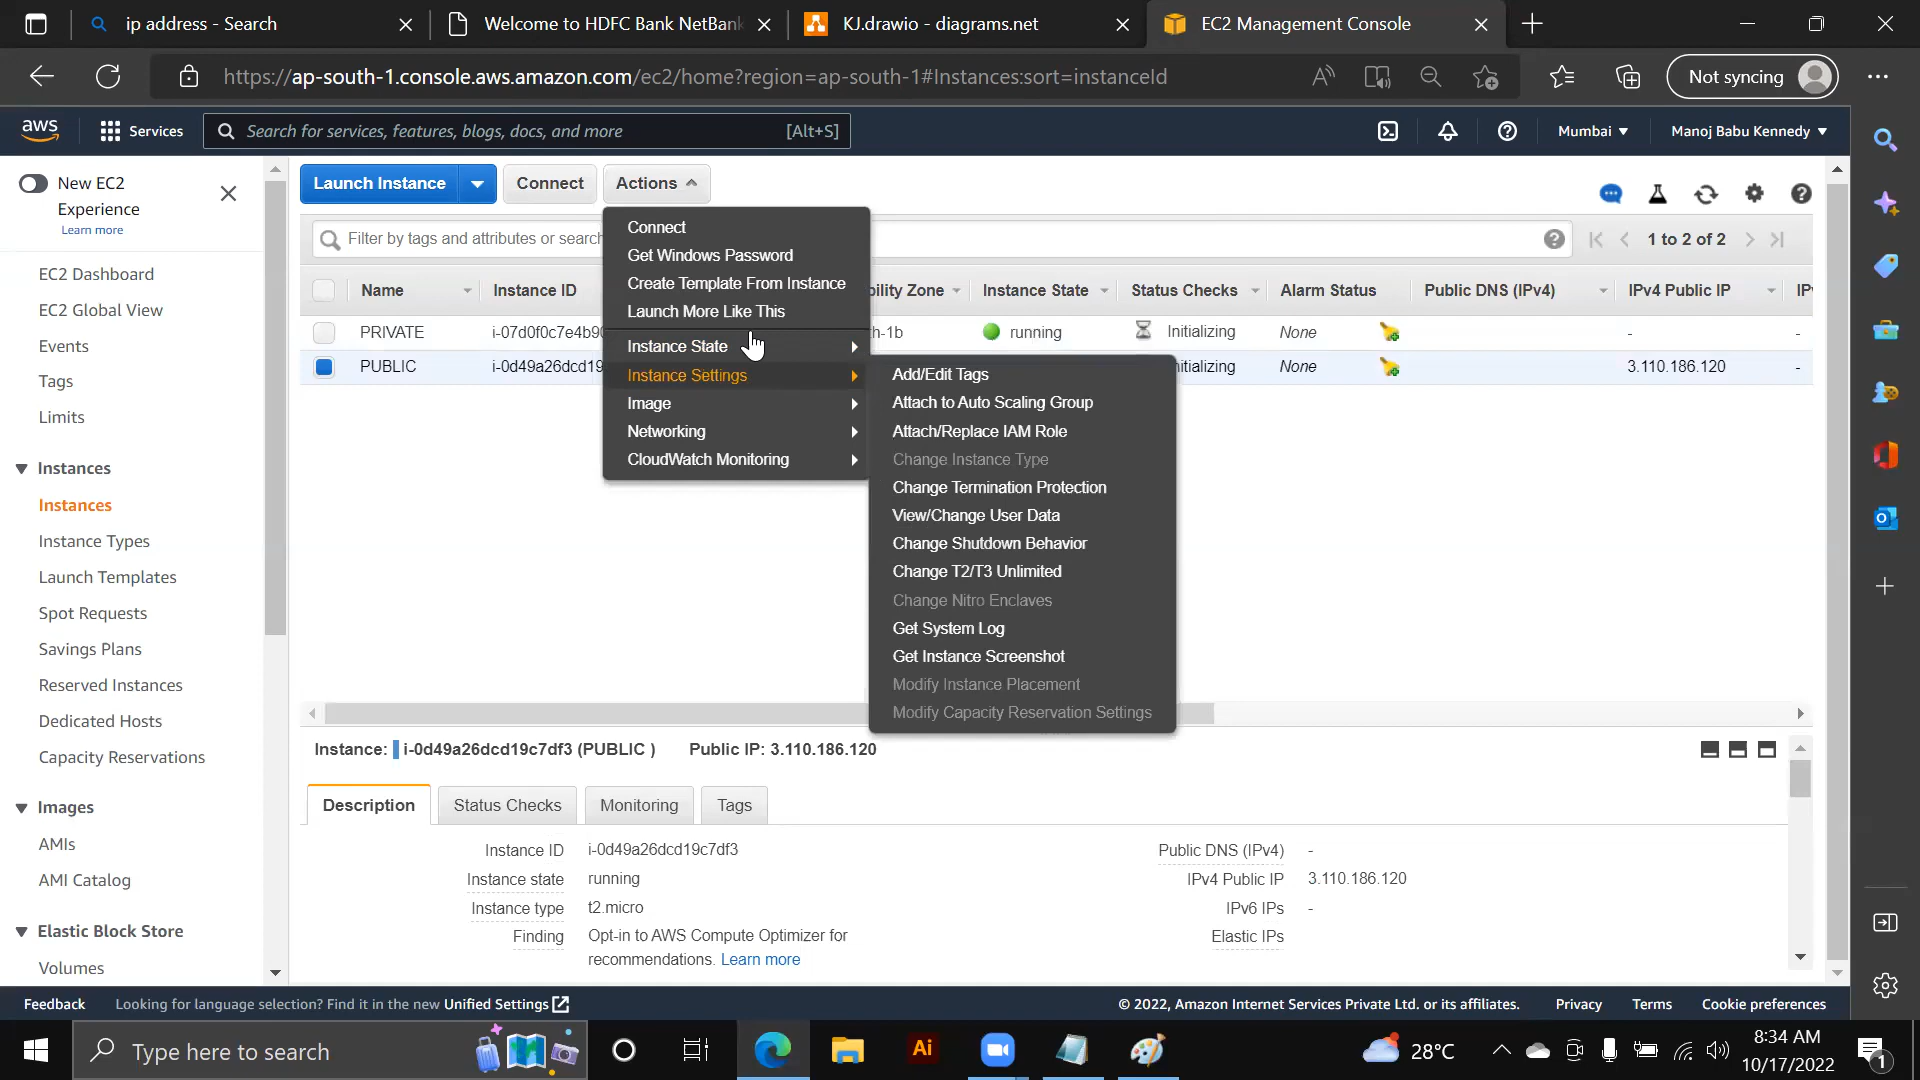 ip address - Search
Welcome to HDFC Bank NetBank
KJ.drawio - diagrams.net
EC2 Management Console
https://ap-south-1.console.aws.amazon.com/ec2/home?region=ap-south-1#Instances:sort=instanceId
Not syncing
aws
Services
Search for services, features, blogs, docs, and more
[Alt+S]
Mumbai
Manoj Babu Kennedy
New EC2
Experience
Learn more
Launch Instance
Connect
Actions
Filter by tags and attributes or search
1 to 2 of 2
Name
Instance ID
bility Zone
Instance State
Status Checks
Alarm Status
Public DNS (IPv4)
IPv4 Public IP
PRIVATE
i-07d0f0c7e4b90
h-1b
running
Initializing
None
-
-
PUBLIC
i-0d49a26dcd19
itializing
None
3.110.186.120
-
Connect
Get Windows Password
Create Template From Instance
Launch More Like This
Instance State
Instance Settings
Image
Networking
CloudWatch Monitoring
Add/Edit Tags
Attach to Auto Scaling Group
Attach/Replace IAM Role
Change Instance Type
Change Termination Protection
View/Change User Data
Change Shutdown Behavior
Change T2/T3 Unlimited
Change Nitro Enclaves
Get System Log
Get Instance Screenshot
Modify Instance Placement
Modify Capacity Reservation Settings
EC2 Dashboard
EC2 Global View
Events
Tags
Limits
Instances
Instances
Instance Types
Launch Templates
Spot Requests
Savings Plans
Reserved Instances
Dedicated Hosts
Capacity Reservations
Images
AMIs
AMI Catalog
Elastic Block Store
Volumes
Instance: i-0d49a26dcd19c7df3 (PUBLIC ) Public IP: 3.110.186.120
Description
Status Checks
Monitoring
Tags
Instance ID i-0d49a26dcd19c7df3
Instance state running
Instance type t2.micro
Finding Opt-in to AWS Compute Optimizer for
recommendations. Learn more
Public DNS (IPv4) -
IPv4 Public IP 3.110.186.120
IPv6 IPs -
Elastic IPs
Feedback
Looking for language selection? Find it in the new Unified Settings
© 2022, Amazon Internet Services Private Ltd. or its affiliates.
Privacy
Terms
Cookie preferences
Type here to search
Ai
28°C
8:34 AM
10/17/2022
1